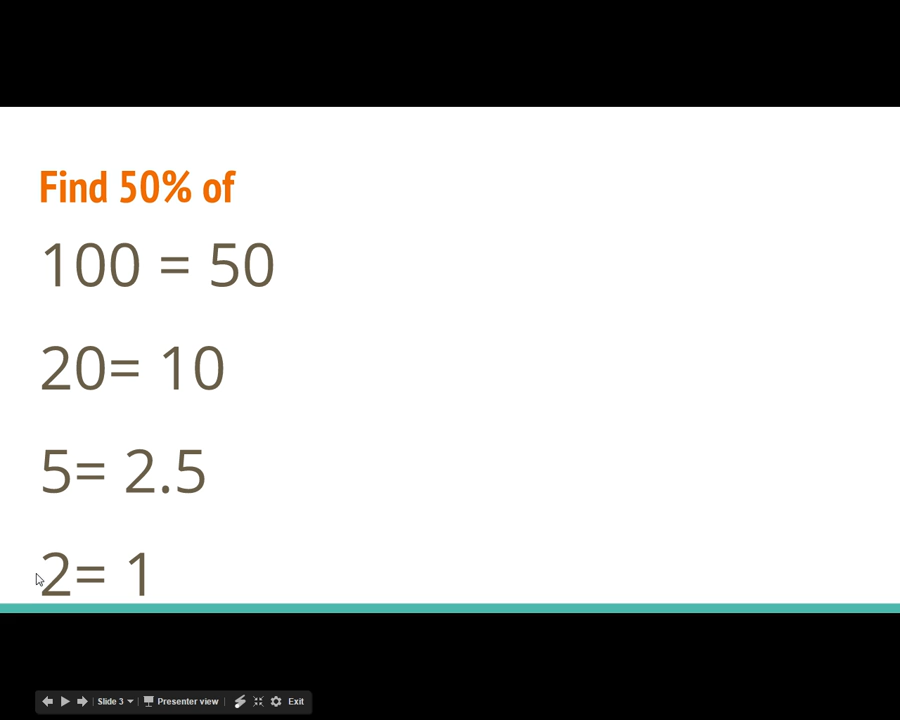 Find 50% of
100 = 50
20= 10
5= 2.5
2= 1
Slide 3 Presenter view Exit